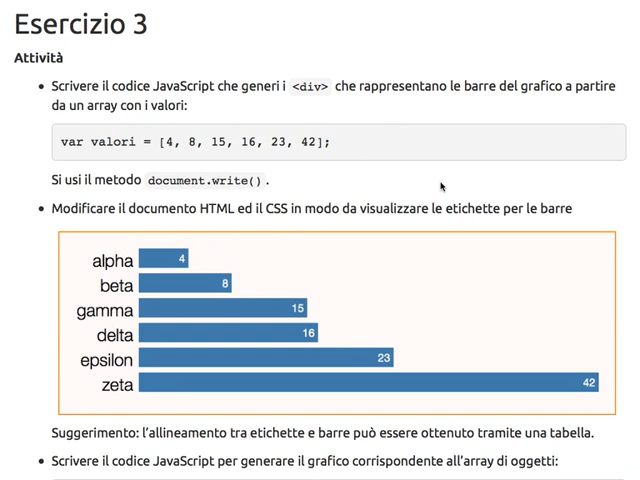 Esercizio 3
Attività
• Scrivere il codice JavaScript che generi i <div> che rappresentano le barre del grafico a partire
da un array con i valori:
var valori = [4, 8, 15, 16, 23, 42];
Si usi il metodo document.write() .
• Modificare il documento HTML ed il CSS in modo da visualizzare le etichette per le barre
alpha 4
beta 8
gamma 15
delta 16
epsilon 23
zeta 42
Suggerimento: l'allineamento tra etichette e barre può essere ottenuto tramite una tabella.
• Scrivere il codice JavaScript per generare il grafico corrispondente all'array di oggetti: